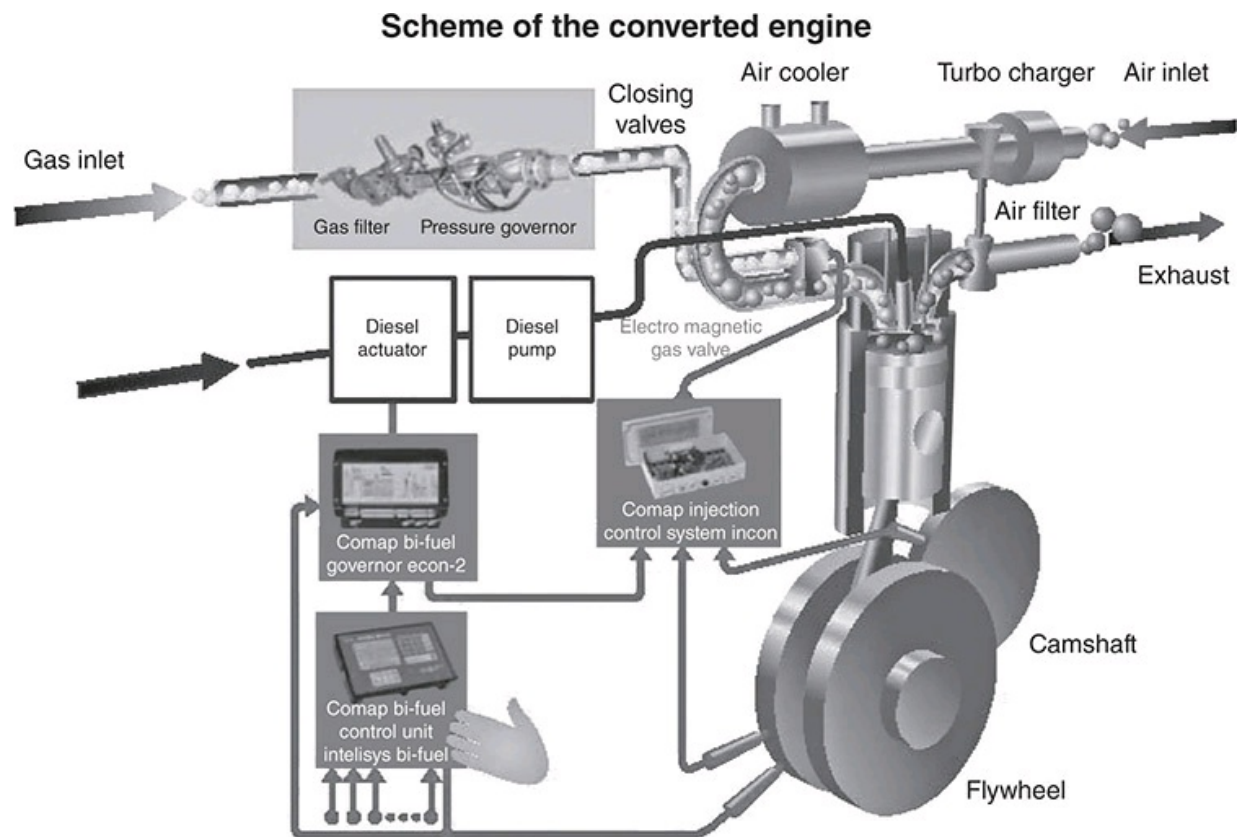 Scheme of the converted engine
Air cooler
Turbo charger
Air inlet
Closing
valves
Gas inlet
Gas filter
Pressure governor
Air filter
Exhaust
Diesel
actuator
Diesel
pump
Electro magnetic
gas valve
Comap injection
control system incon
Comap bi-fuel
governor econ-2
Comap bi-fuel
control unit
intelisys bi-fuel
Camshaft
Flywheel